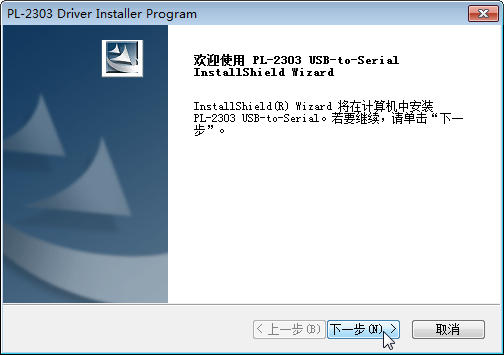 PL-2303 Driver Installer Program
欢迎使用 PL-2303 USB-to-Serial
InstallShield Wizard
InstallShield(R) Wizard 将在计算机中安装
PL-2303 USB-to-Serial。若要继续，请单击“下一
步”。
< 上一步(B)
下一步(N) >
取消